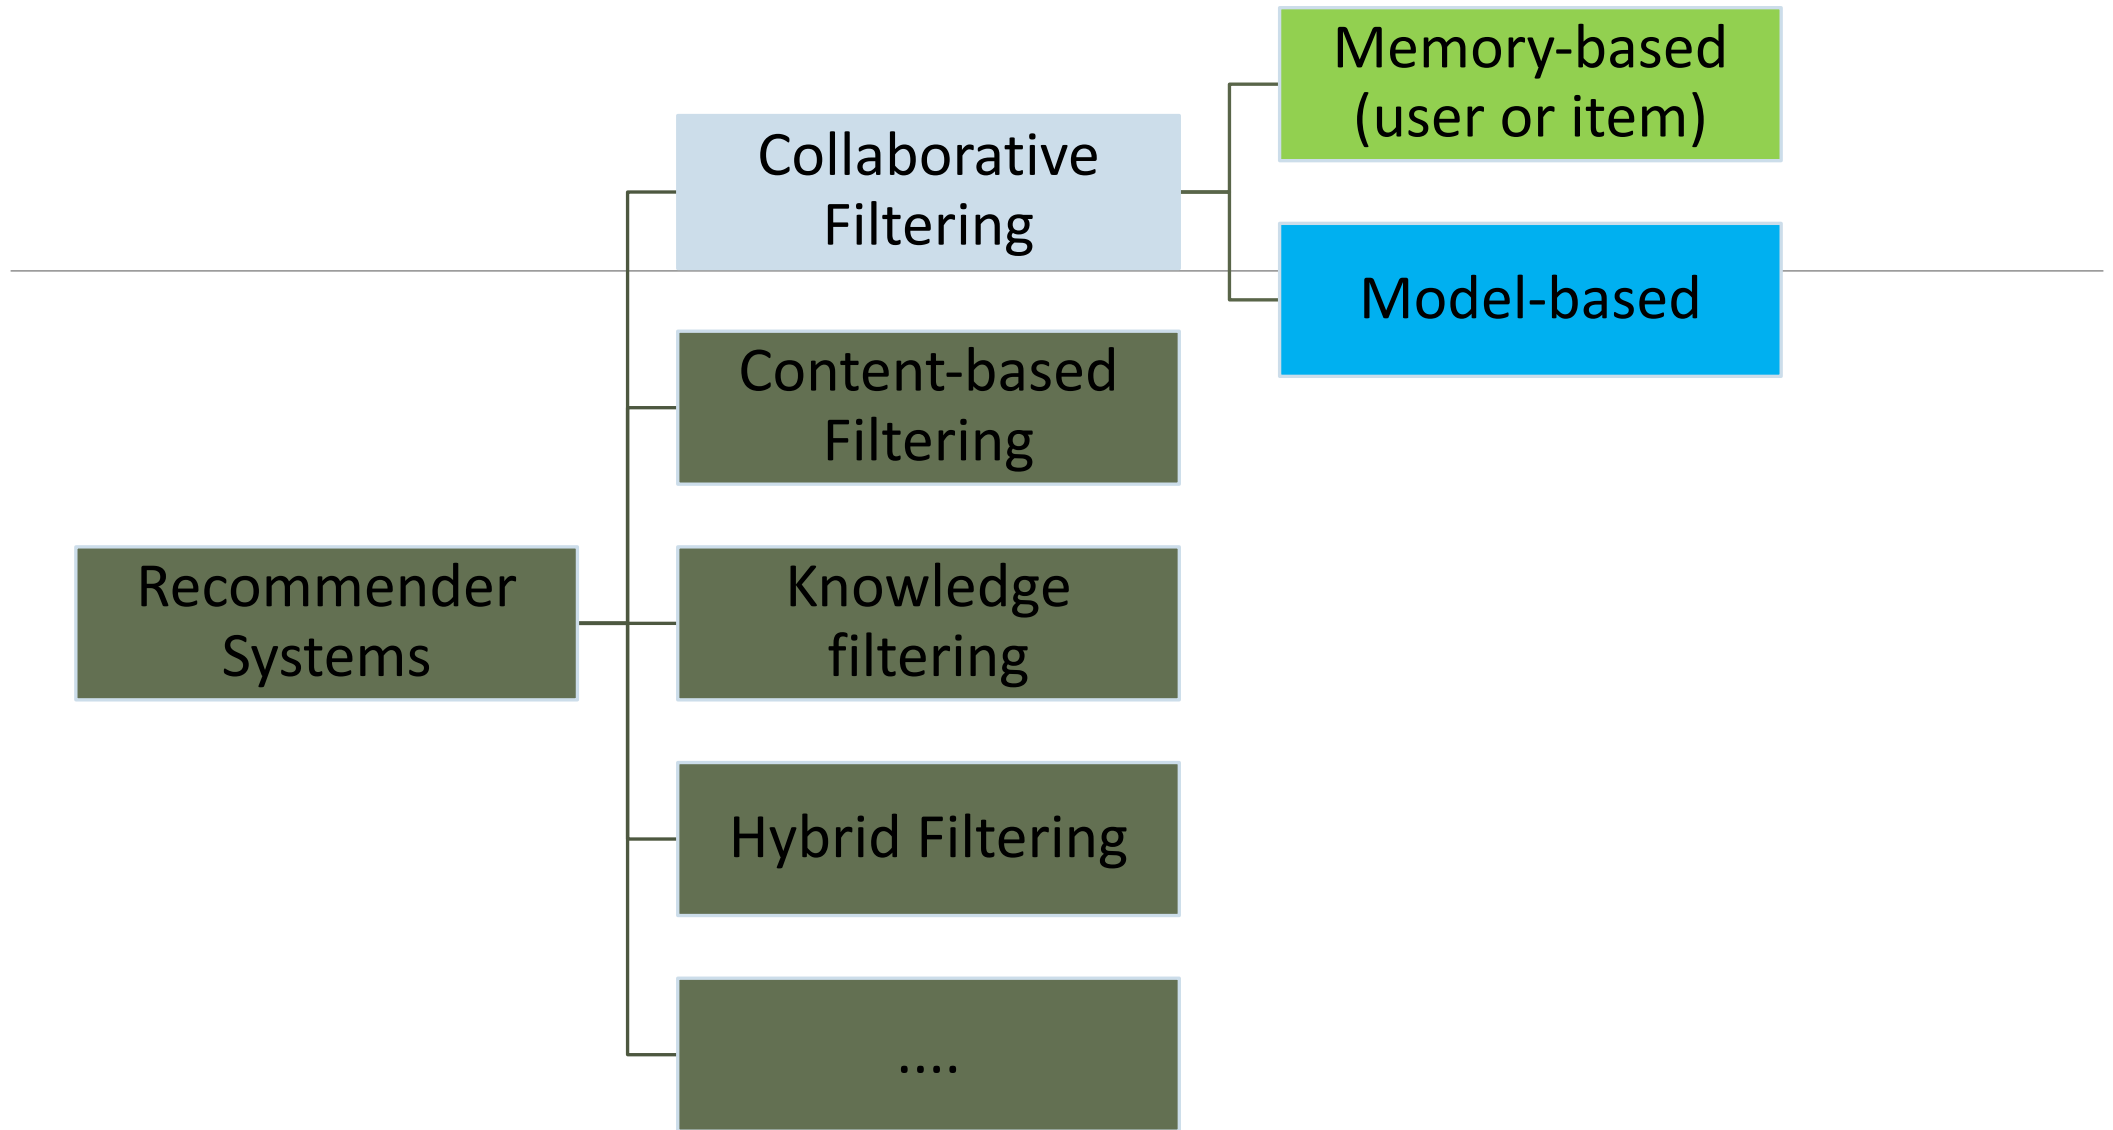 Memory-based
(user or item)
Collaborative
Filtering
Model-based
Content-based
Filtering
Recommender
Systems
Knowledge
filtering
Hybrid Filtering
....